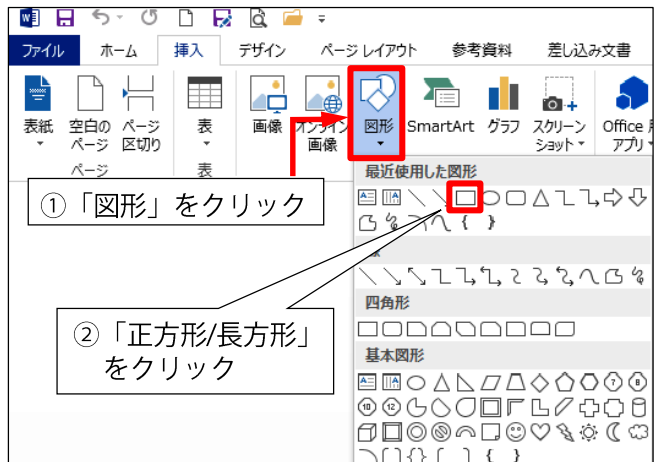 ファイル ホーム 挿入 デザイン ページ レイアウト 参考資料 差し込み文書
表紙 空白の ページ 表 画像 オンライン 図形 SmartArt グラフ スクリーン Office
ページ 区切り 画像 ショット アプリ
ページ 表
最近使用した図形
①「図形」をクリック
四角形
②「正方形/長方形」
をクリック
基本図形